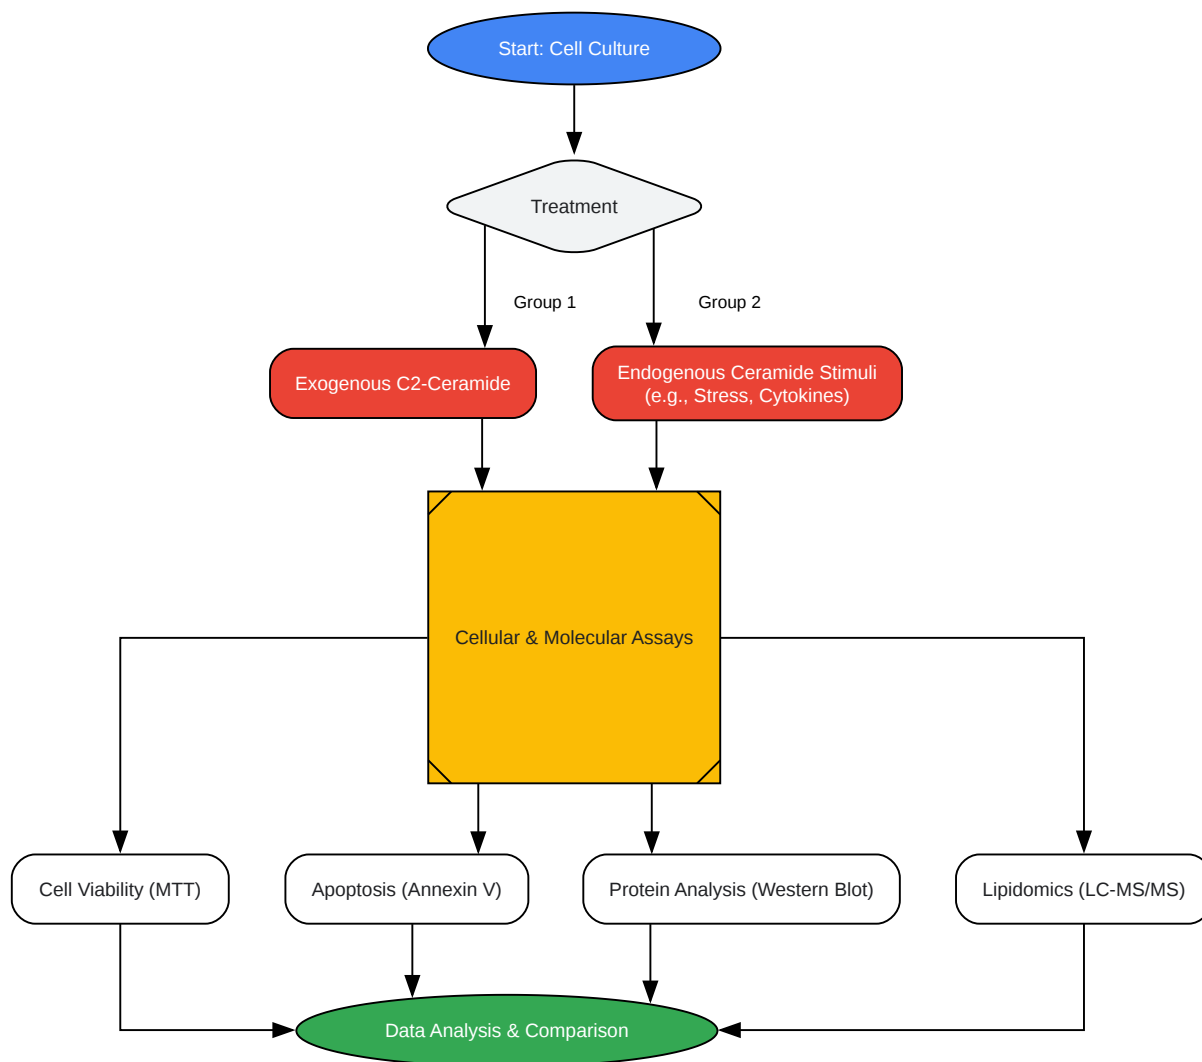 Start: Cell Culture
Treatment
Group 1
Group 2
Exogenous C2-Ceramide
Endogenous Ceramide Stimuli
(e.g., Stress, Cytokines)
Cellular & Molecular Assays
Cell Viability (MTT)
Apoptosis (Annexin V)
Protein Analysis (Western Blot)
Lipidomics (LC-MS/MS)
Data Analysis & Comparison